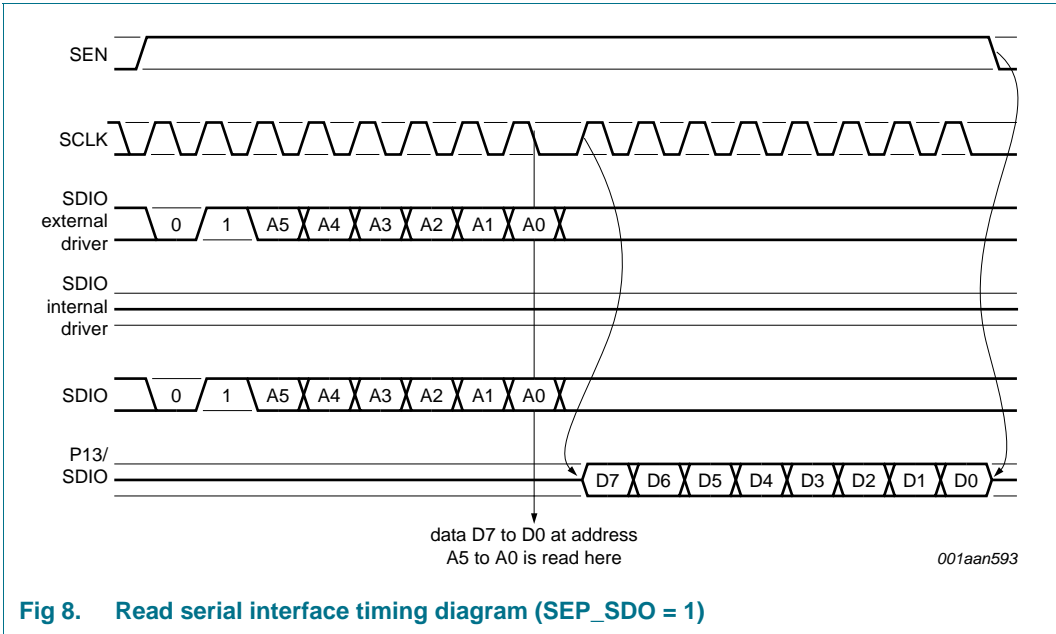 SEN
SCLK
SDIO
external
driver
0 1 A5 A4 A3 A2 A1 A0
SDIO
internal
driver
SDIO 0 1 A5 A4 A3 A2 A1 A0
P13/
SDIO
D7 D6 D5 D4 D3 D2 D1 D0
data D7 to D0 at address
A5 to A0 is read here
001aan593
Fig 8. Read serial interface timing diagram (SEP_SDO = 1)